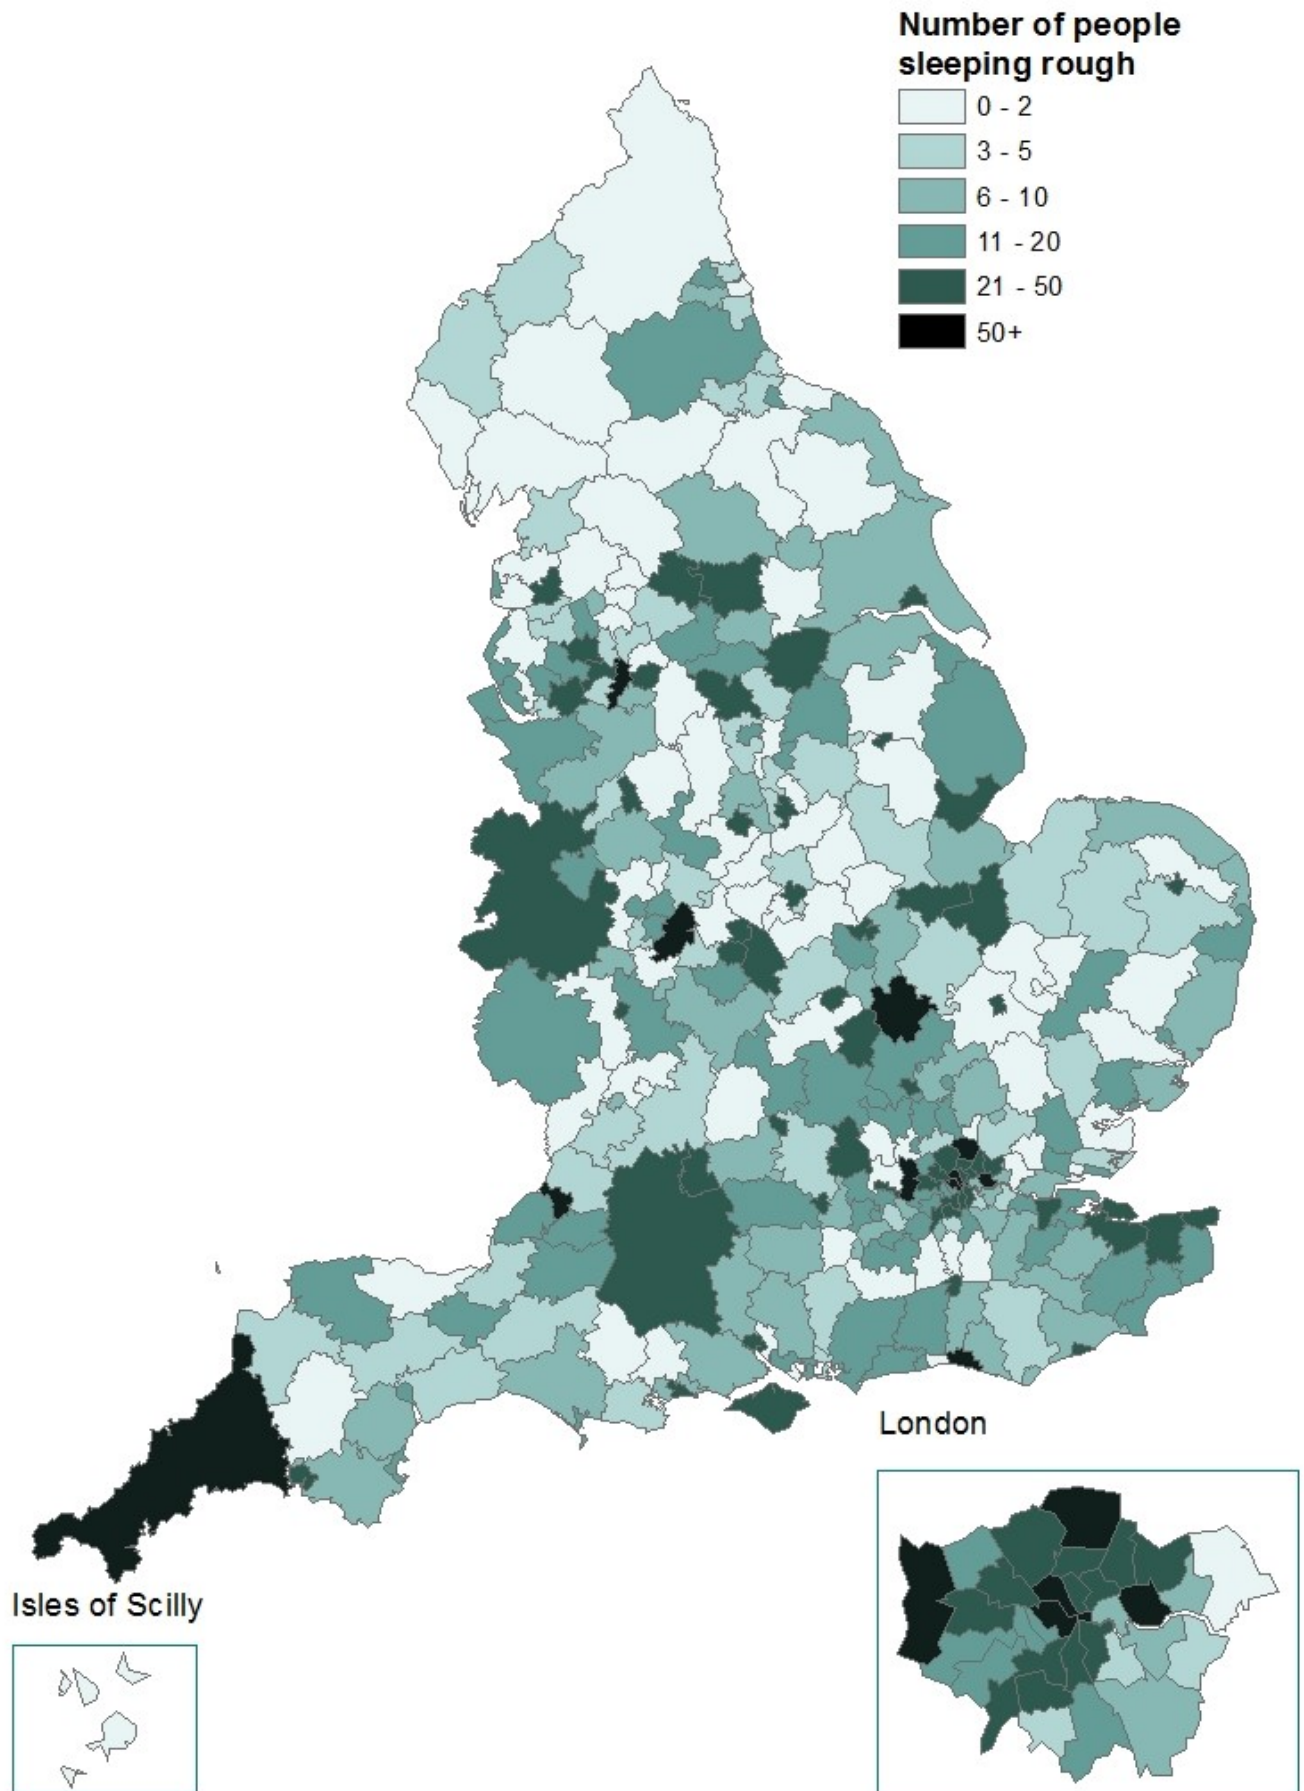 Number of people
sleeping rough
0 - 2
3 - 5
6 - 10
11 - 20
21 - 50
50+
London
Isles of Scilly